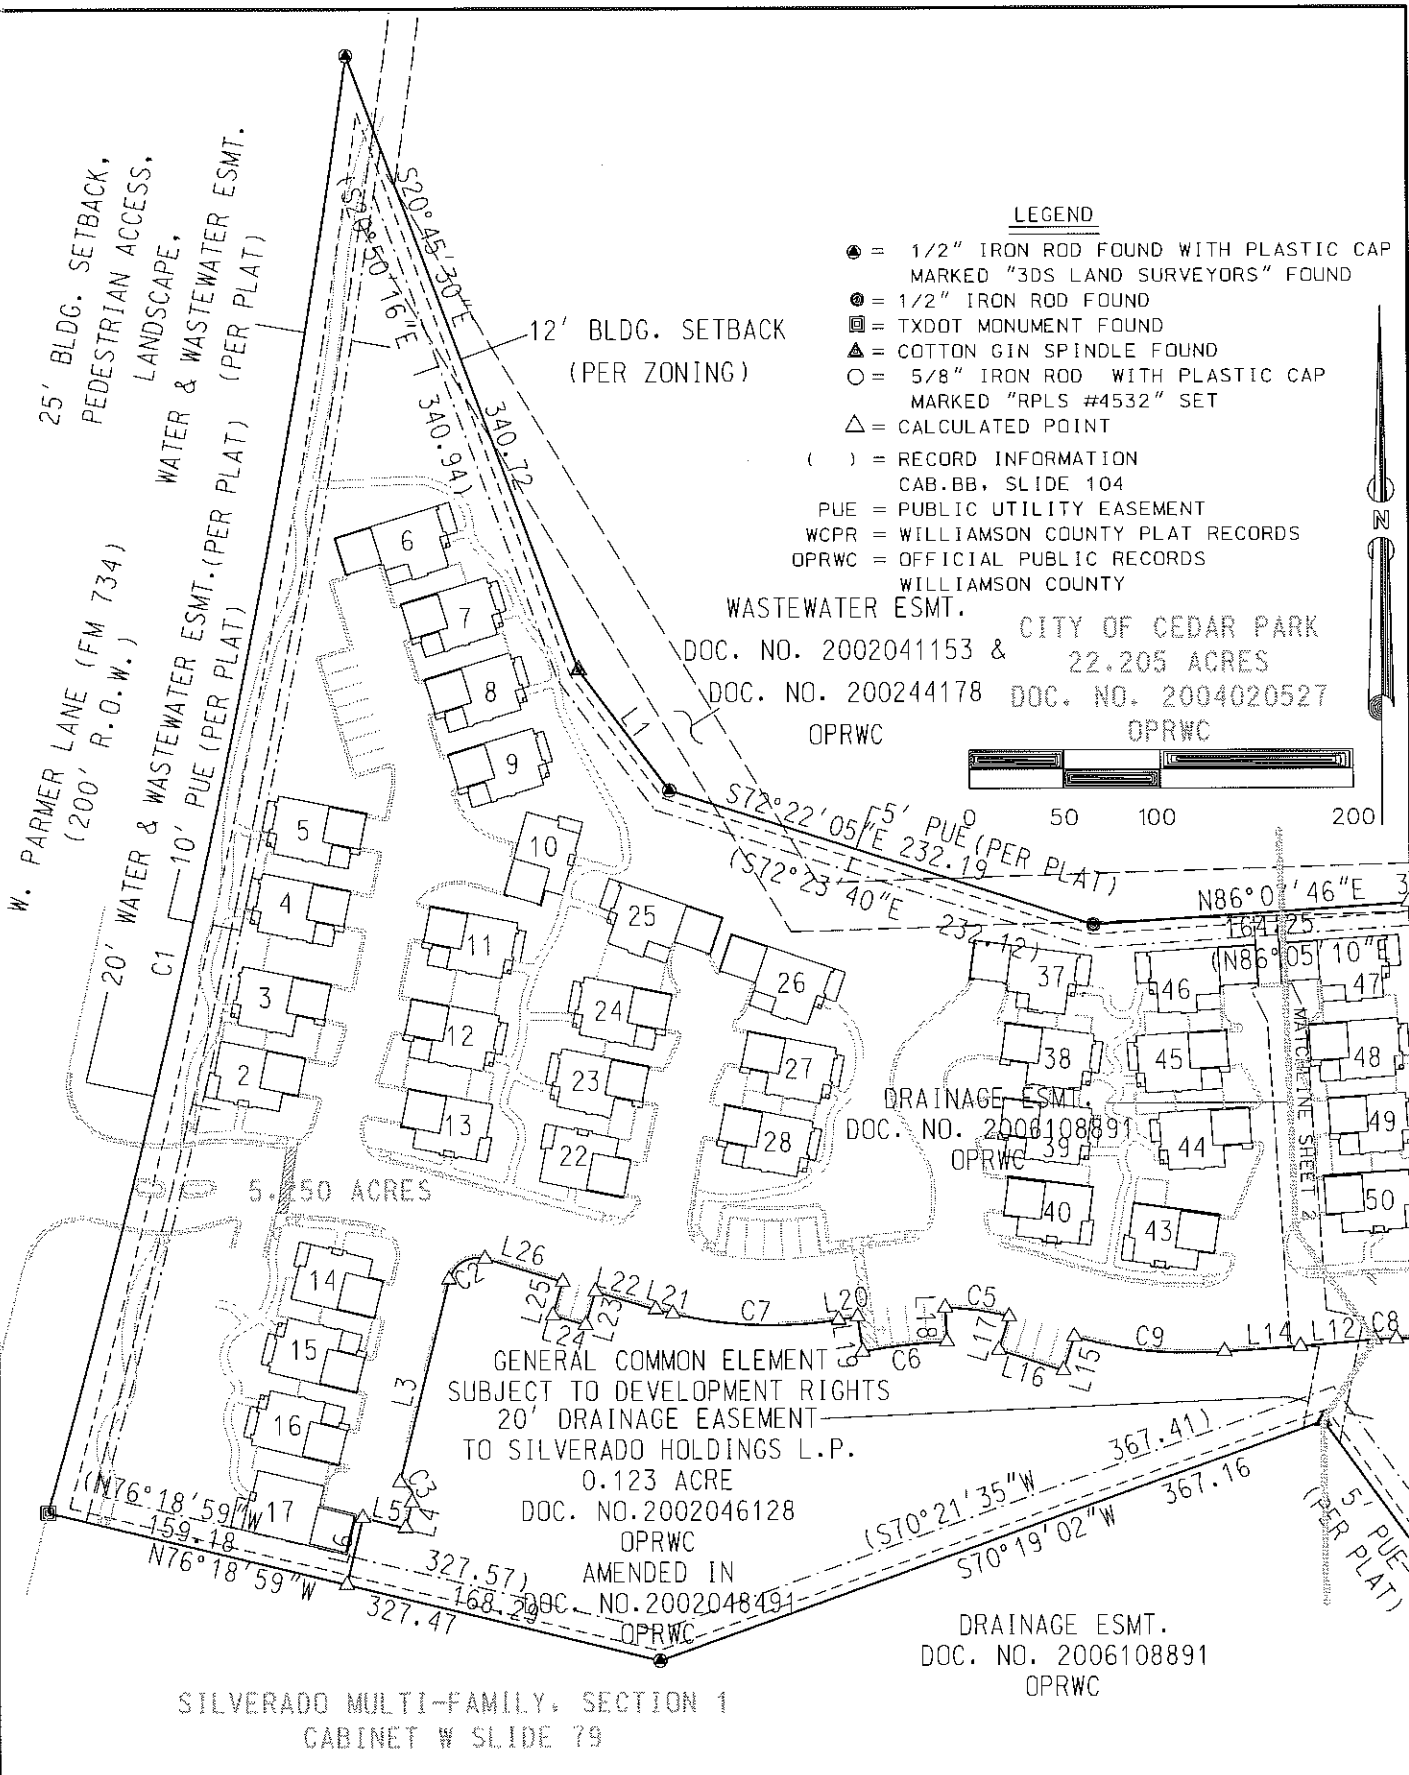 25' BLDG. SETBACK,
PEDESTRIAN ACCESS,
LANDSCAPE,
WATER & WASTEWATER ESMT.
(PER PLAT)
W. PARMER LANE (FM 734)
(200' R.O.W.)
20' WATER & WASTEWATER ESMT.(PER PLAT)
10' PUE (PER PLAT)
C1
S20°45'30"E
340.72
340.94)
12' BLDG. SETBACK
(PER ZONING)
LEGEND
= 1/2" IRON ROD FOUND WITH PLASTIC CAP
MARKED "3DS LAND SURVEYORS" FOUND
= 1/2" IRON ROD FOUND
= TXDOT MONUMENT FOUND
= COTTON GIN SPINDLE FOUND
= 5/8" IRON ROD WITH PLASTIC CAP
MARKED "RPLS #4532" SET
= CALCULATED POINT
( ) = RECORD INFORMATION
CAB.BB, SLIDE 104
PUE = PUBLIC UTILITY EASEMENT
WCPR = WILLIAMSON COUNTY PLAT RECORDS
OPRWC = OFFICIAL PUBLIC RECORDS
WILLIAMSON COUNTY
N
WASTEWATER ESMT.
DOC. NO. 2002041153 &
DOC. NO. 200244178
OPRWC
CITY OF CEDAR PARK
22.205 ACRES
DOC. NO. 2004020527
OPRWC
0 50 100 200
L1
S72°22'05"E 232.19
(S72°23'40"E 232.12)
5' PUE (PER PLAT)
N86°0 '46"E
164.25
(N86°05'10"E
MATCHLINE SHEET 2
6
7
8
9
10
5
4
3
2
11
12
13
25
24
23
22
26
27
28
37
38
39
40
46
45
44
43
47
48
49
50
DRAINAGE ESMT.
DOC. NO. 2006108891
OPRWC
5. 50 ACRES
14
15
16
17
C2
L26
L25
L24
L23
L22
L21
C7
L20
L19
C6
L18
C5
L17
L16
L15
C9
L14
L12
C8
L3
C3
L4
L5
GENERAL COMMON ELEMENT
SUBJECT TO DEVELOPMENT RIGHTS
20' DRAINAGE EASEMENT
TO SILVERADO HOLDINGS L.P.
0.123 ACRE
DOC. NO.2002046128
OPRWC
AMENDED IN
DOC. NO.2002048491
OPRWC
(N76°18'59"W
159.18
N76°18'59"W
327.57)
168.29
327.47
(S70°21'35"W 367.41)
S70°19'02"W 367.16
5' PUE
(PER PLAT)
DRAINAGE ESMT.
DOC. NO. 2006108891
OPRWC
SILVERADO MULTI-FAMILY, SECTION 1
CABINET W SLIDE 79